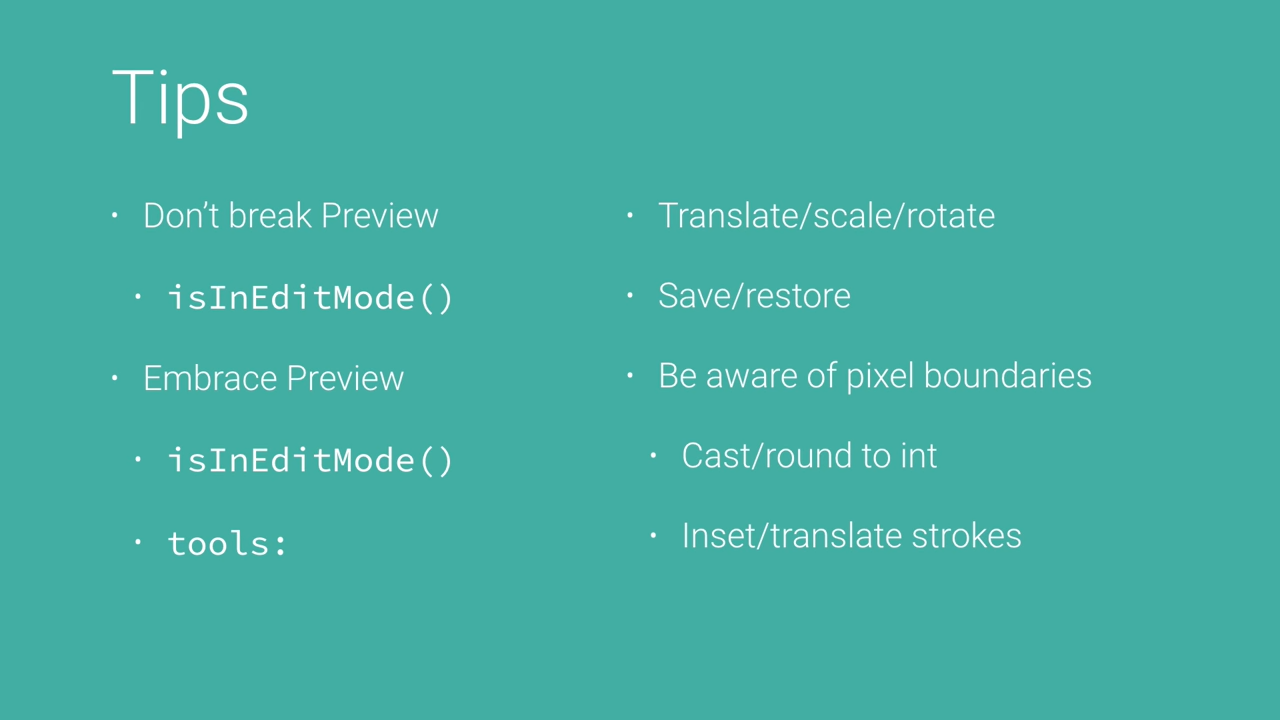 Tips
• Don’t break Preview
• isInEditMode()
• Embrace Preview
• isInEditMode()
• tools:
• Translate/scale/rotate
• Save/restore
• Be aware of pixel boundaries
• Cast/round to int
• Inset/translate strokes